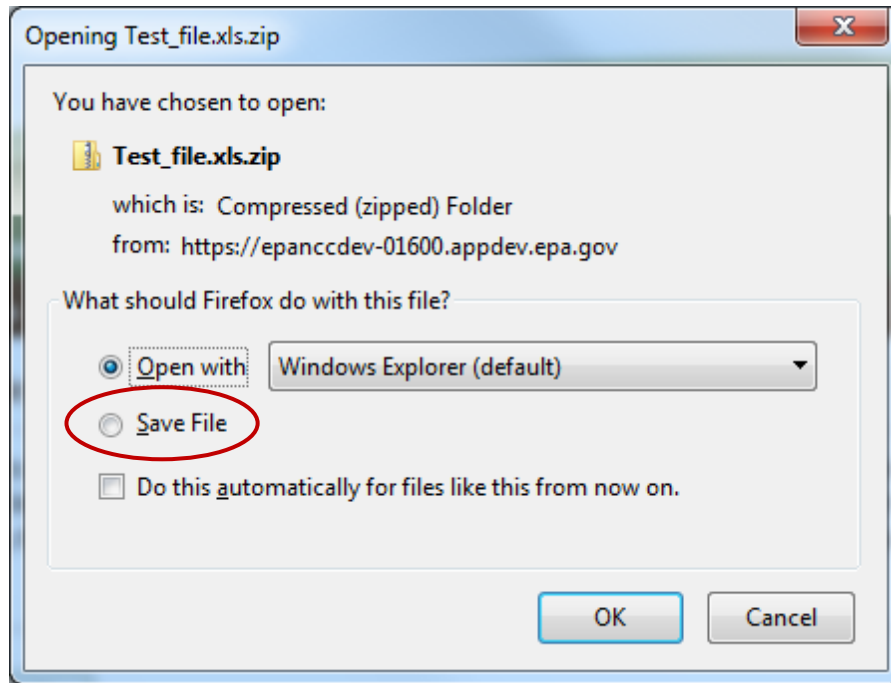 Opening Test_file.xls.zip
You have chosen to open:
Test_file.xls.zip
which is: Compressed (zipped) Folder
from: https://epanccdev-01600.appdev.epa.gov
What should Firefox do with this file?
Open with Windows Explorer (default)
Save File
Do this automatically for files like this from now on.
OK Cancel